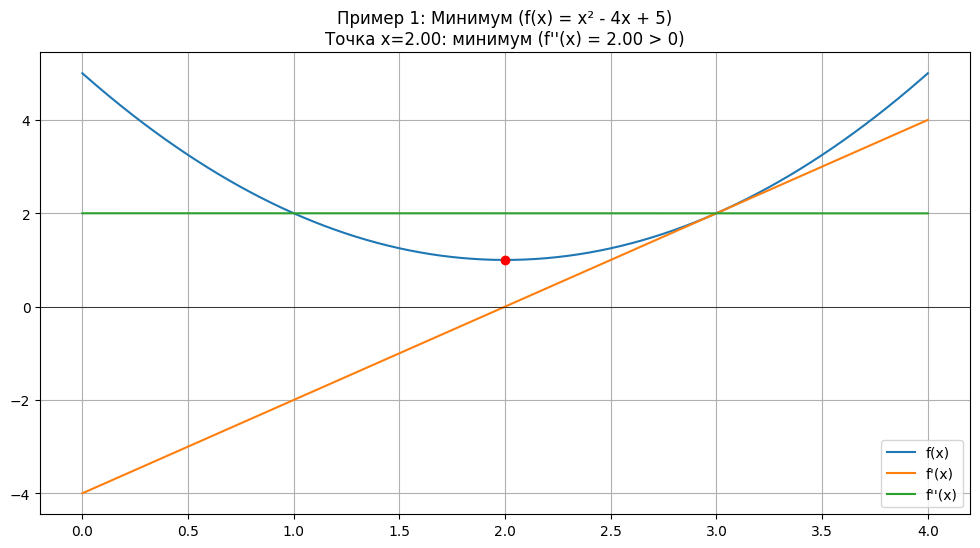 Пример 1: Минимум (f(x) = x² - 4x + 5)
Точка x=2.00: минимум (f''(x) = 2.00 > 0)
4
2
0
−2
−4
0.0 0.5 1.0 1.5 2.0 2.5 3.0 3.5 4.0
f(x)
f'(x)
f''(x)